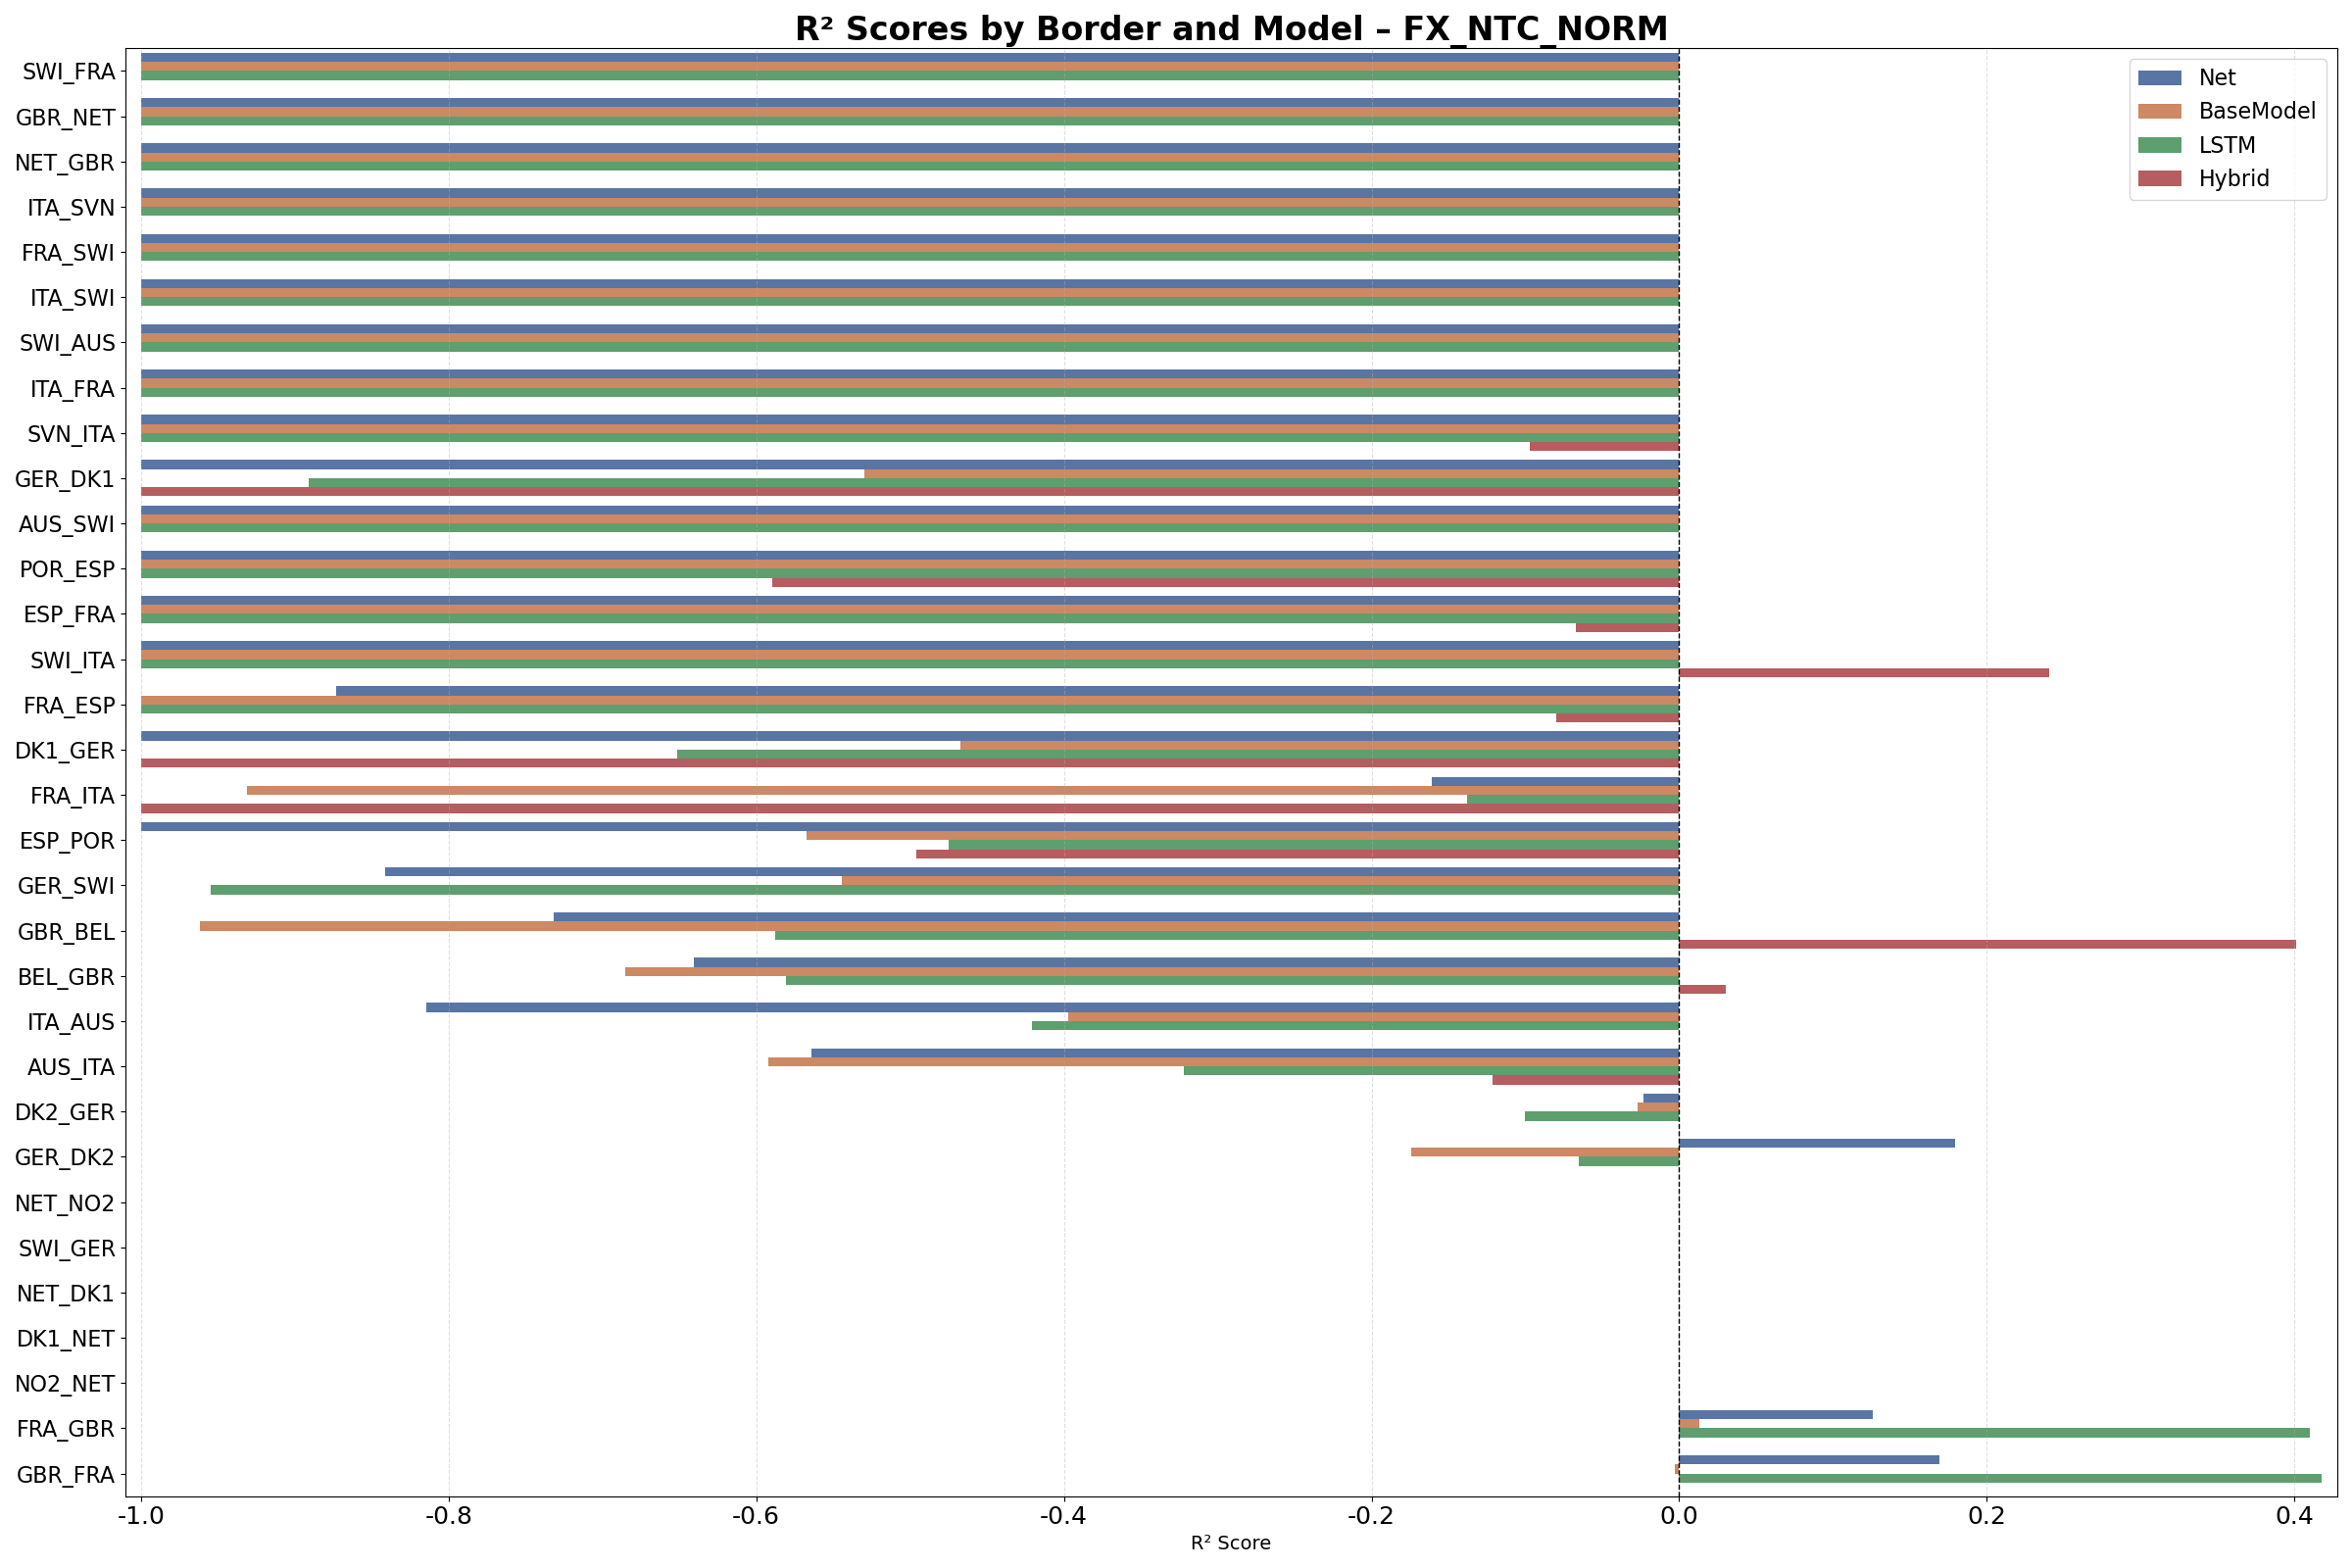 R² Scores by Border and Model – FX_NTC_NORM
Net
BaseModel
LSTM
Hybrid
SWI_FRA
GBR_NET
NET_GBR
ITA_SVN
FRA_SWI
ITA_SWI
SWI_AUS
ITA_FRA
SVN_ITA
GER_DK1
AUS_SWI
POR_ESP
ESP_FRA
SWI_ITA
FRA_ESP
DK1_GER
FRA_ITA
ESP_POR
GER_SWI
GBR_BEL
BEL_GBR
ITA_AUS
AUS_ITA
DK2_GER
GER_DK2
NET_NO2
SWI_GER
NET_DK1
DK1_NET
NO2_NET
FRA_GBR
GBR_FRA
-1.0 -0.8 -0.6 -0.4 -0.2 0.0 0.2 0.4
R² Score